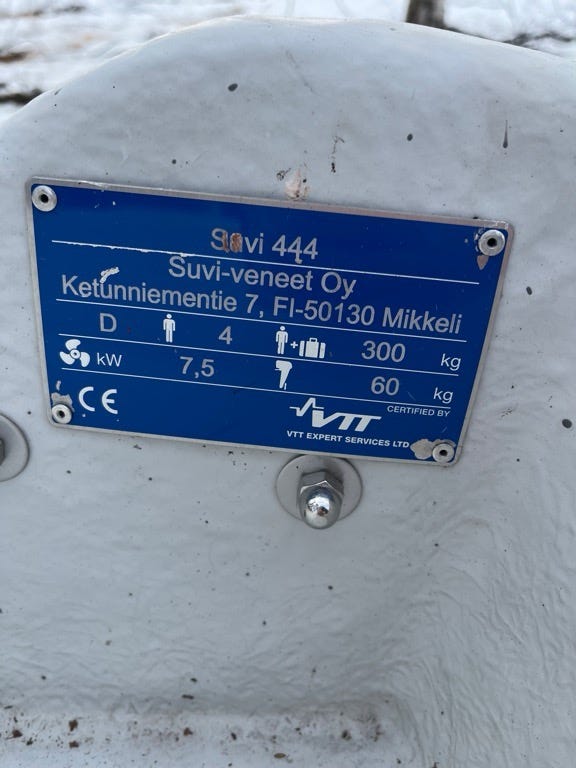 Suvi 444
Suvi-veneet Oy
Ketunniementie 7, FI-50130 Mikkeli
D 4 + 300 kg
kW 7,5 60 kg
CE CERTIFIED BY
VTT
VTT EXPERT SERVICES LTD